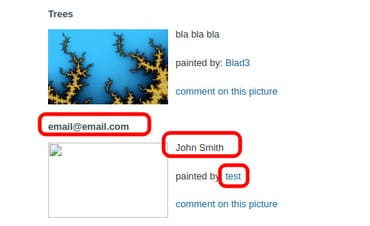 Trees
bla bla bla
painted by: Blad3
comment on this picture
email@email.com
John Smith
painted by test
comment on this picture